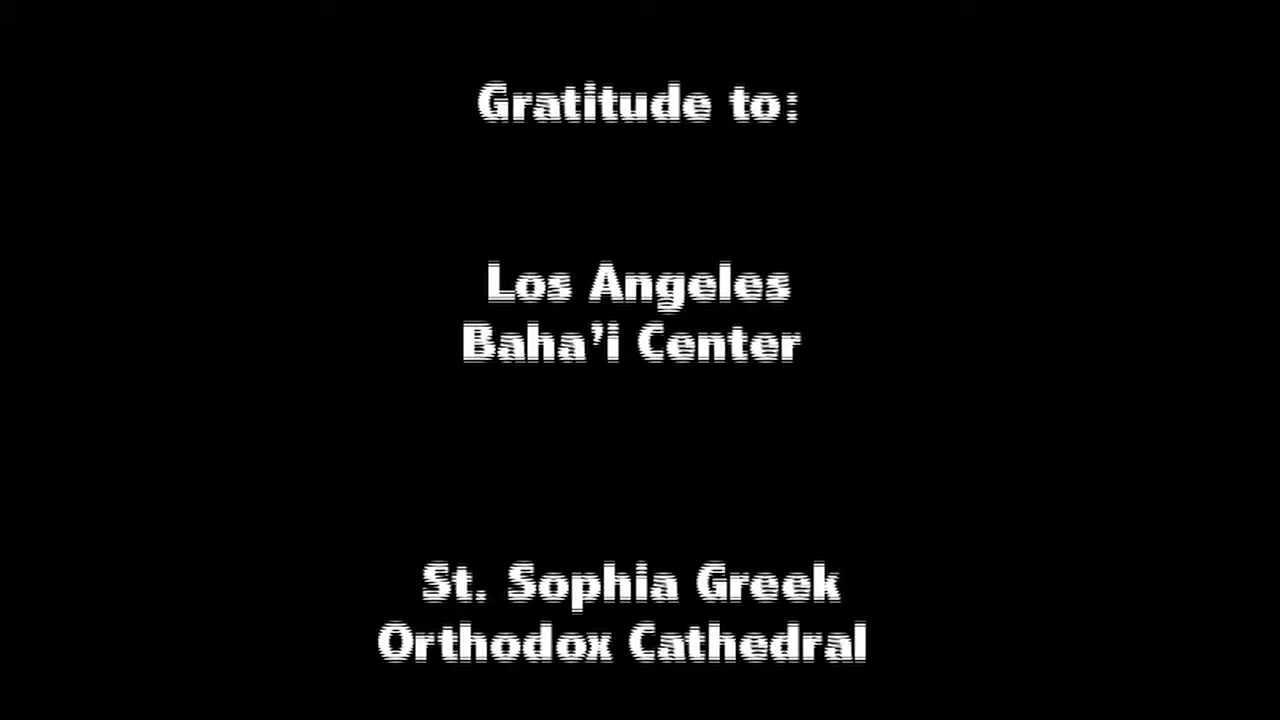 Gratitude to:
Los Angeles
Baha'i Center
St. Sophia Greek
Orthodox Cathedral